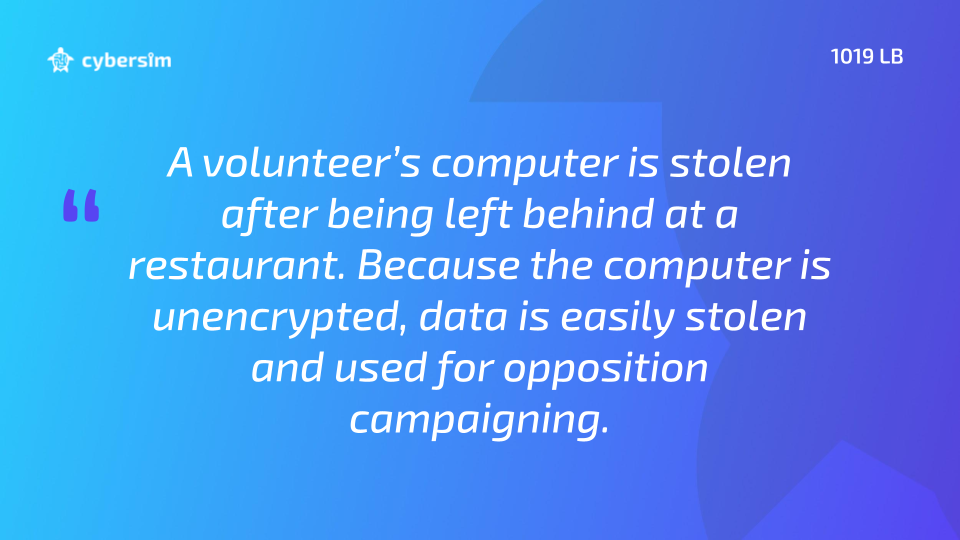 cybersim
1019 LB
“
A volunteer’s computer is stolen
after being left behind at a
restaurant. Because the computer is
unencrypted, data is easily stolen
and used for opposition
campaigning.